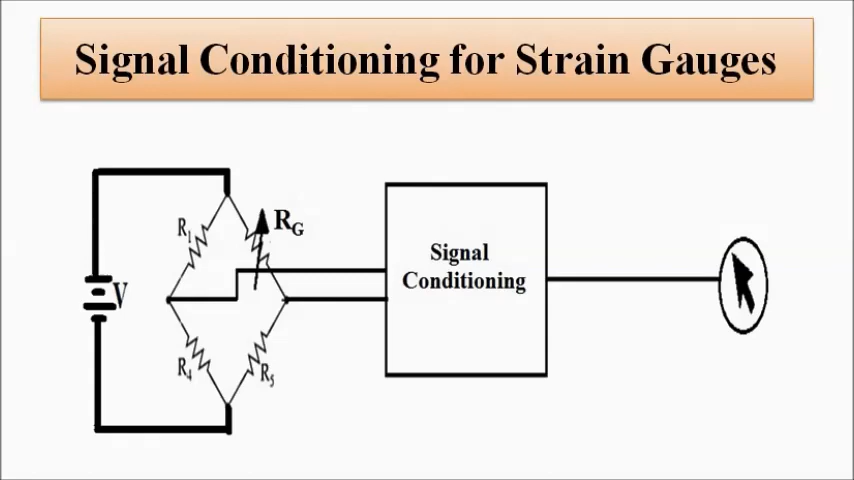 Signal Conditioning for Strain Gauges
R1
RG
Signal
Conditioning
V
R4
R5